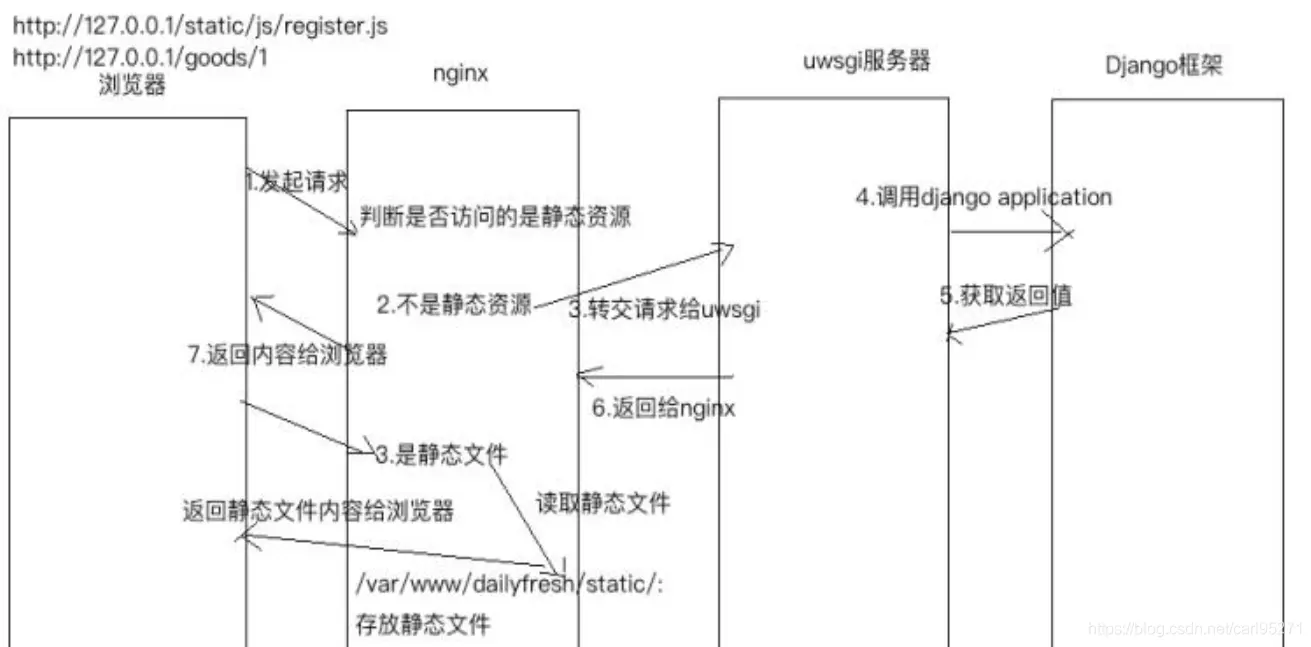 http://127.0.0.1/static/js/register.js
http://127.0.0.1/goods/1
浏览器
nginx
uwsgi服务器
Django框架
1.发起请求
判断是否访问的是静态资源
4.调用django application
2.不是静态资源
3.转交请求给uwsgi
5.获取返回值
7.返回内容给浏览器
6.返回给nginx
3.是静态文件
读取静态文件
返回静态文件内容给浏览器
/var/www/dailyfresh/static/:
存放静态文件
https://blog.csdn.net/carl95271